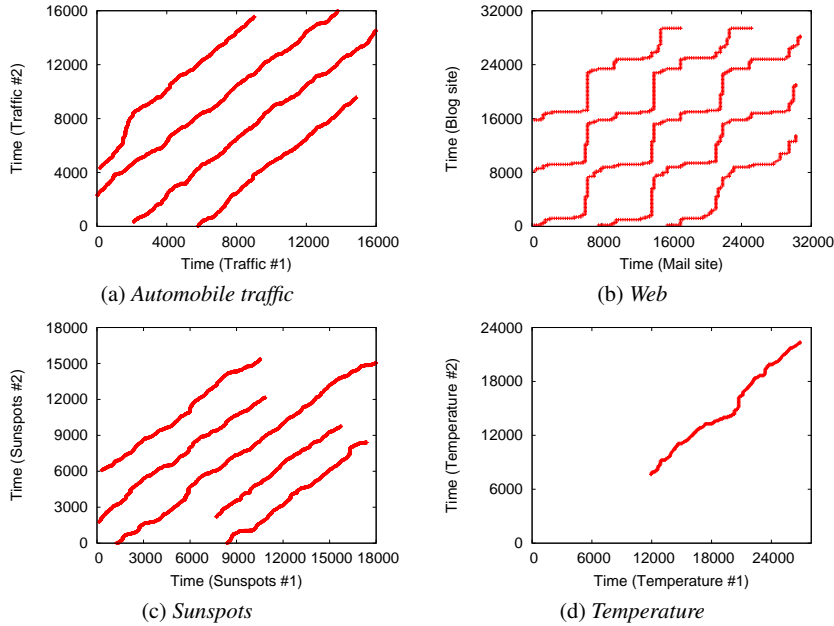 16000
12000
8000
4000
0
0 4000 8000 12000 16000
Time (Traffic #2)
Time (Traffic #1)
(a) Automobile traffic
32000
24000
16000
8000
0
0 8000 16000 24000 32000
Time (Blog site)
Time (Mail site)
(b) Web
18000
15000
12000
9000
6000
3000
0
0 3000 6000 9000 12000 15000 18000
Time (Sunspots #2)
Time (Sunspots #1)
(c) Sunspots
24000
18000
12000
6000
0
0 6000 12000 18000 24000
Time (Temperature #2)
Time (Temperature #1)
(d) Temperature